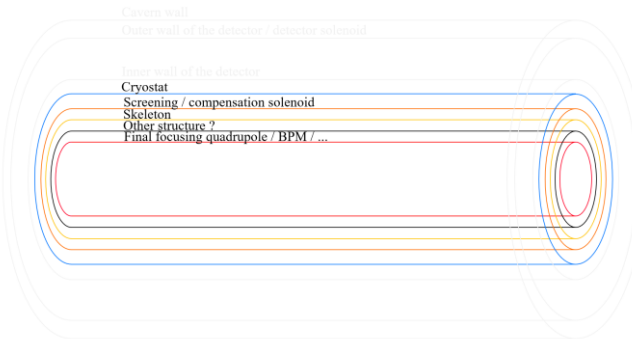 Cavern wall
Outer wall of the detector / detector solenoid
Inner wall of the detector
Cryostat
Screening / compensation solenoid
Skeleton
Other structure ?
Final focusing quadrupole / BPM / ...